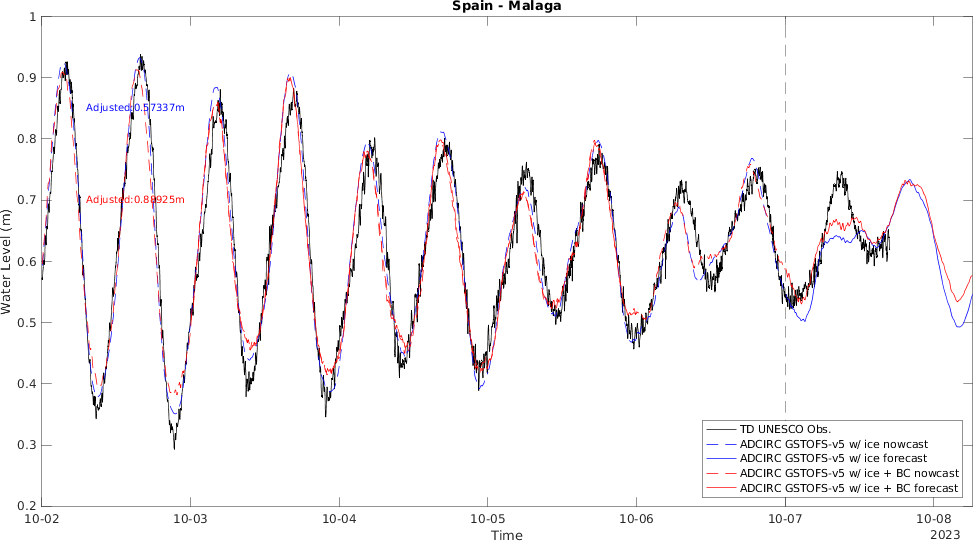 Spain - Malaga
1
0.9
0.8
0.7
0.6
0.5
0.4
0.3
0.2
Water Level (m)
Adjusted:0.57337m
TD UNESCO Obs.
ADCIRC GSTOFS-v5 w/ ice nowcast
ADCIRC GSTOFS-v5 w/ ice forecast
ADCIRC GSTOFS-v5 w/ ice + BC nowcast
ADCIRC GSTOFS-v5 w/ ice + BC forecast
10-02 10-03 10-04 10-05 10-06 10-07 10-08
Time
2023